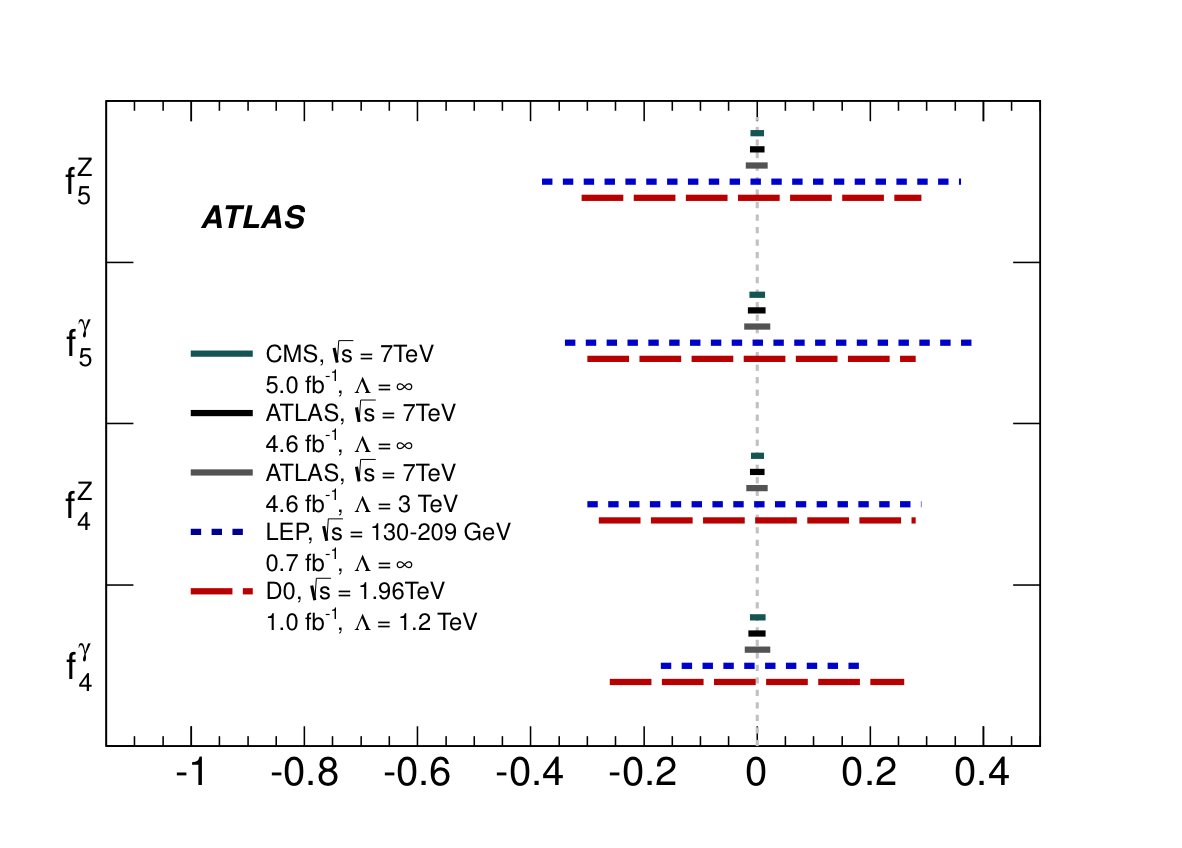 f5Z
ATLAS
f5γ
CMS, √s = 7TeV
5.0 fb-1, Λ = ∞
ATLAS, √s = 7TeV
4.6 fb-1, Λ = ∞
ATLAS, √s = 7TeV
4.6 fb-1, Λ = 3 TeV
f4Z
LEP, √s = 130-209 GeV
0.7 fb-1, Λ = ∞
D0, √s = 1.96TeV
1.0 fb-1, Λ = 1.2 TeV
f4γ
-1 -0.8 -0.6 -0.4 -0.2 0 0.2 0.4